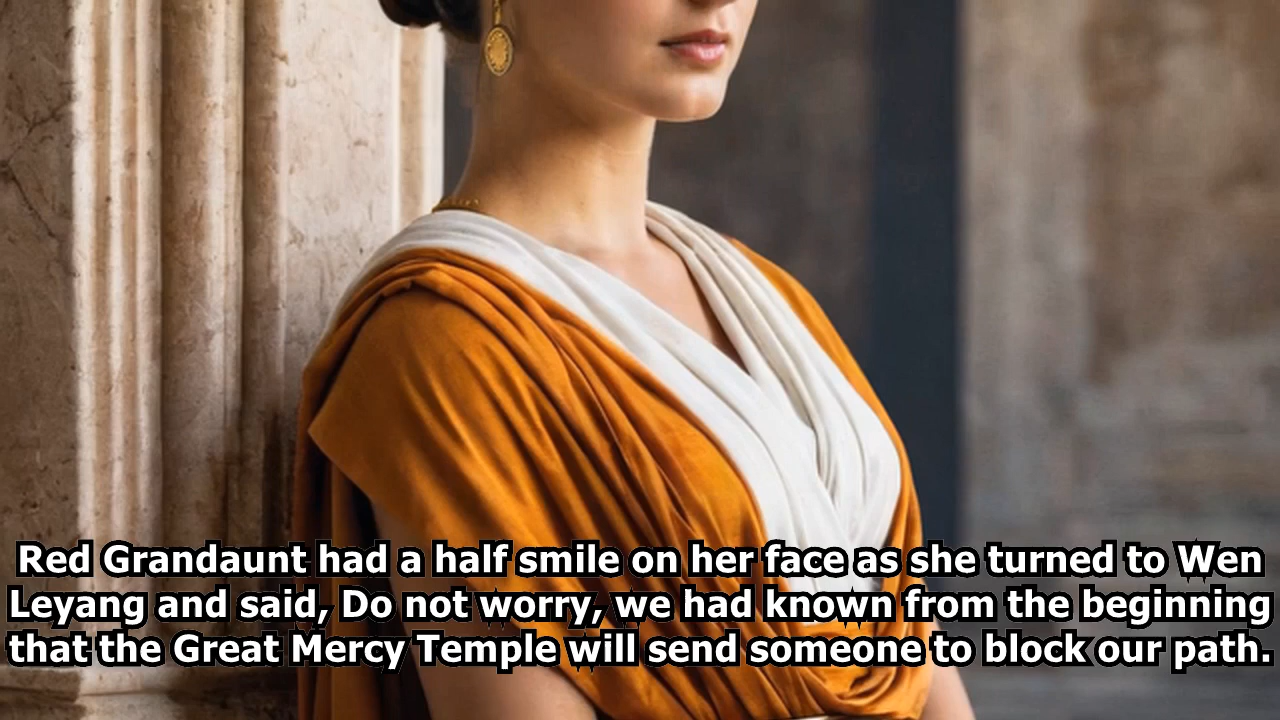 Red Grandaunt had a half smile on her face as she turned to Wen
Leyang and said, Do not worry, we had known from the beginning
that the Great Mercy Temple will send someone to block our path.